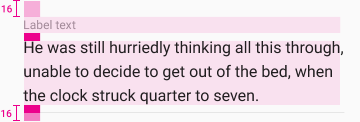 16
Label text
He was still hurriedly thinking all this through,
unable to decide to get out of the bed, when
the clock struck quarter to seven.
16